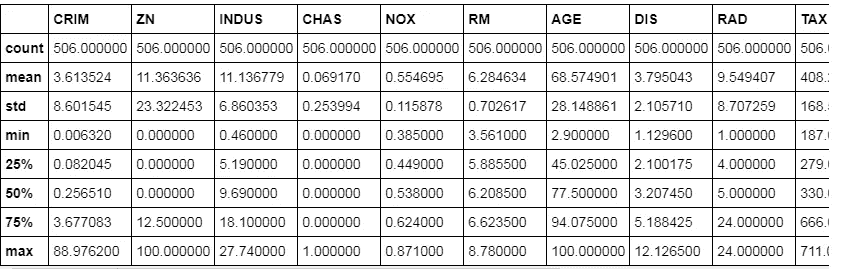 CRIM ZN INDUS CHAS NOX RM AGE DIS RAD TAX
count 506.000000 506.000000 506.000000 506.000000 506.000000 506.000000 506.000000 506.000000 506.000000 506.
mean 3.613524 11.363636 11.136779 0.069170 0.554695 6.284634 68.574901 3.795043 9.549407 408.
std 8.601545 23.322453 6.860353 0.253994 0.115878 0.702617 28.148861 2.105710 8.707259 168.
min 0.006320 0.000000 0.460000 0.000000 0.385000 3.561000 2.900000 1.129600 1.000000 187.
25% 0.082045 0.000000 5.190000 0.000000 0.449000 5.885500 45.025000 2.100175 4.000000 279.
50% 0.256510 0.000000 9.690000 0.000000 0.538000 6.208500 77.500000 3.207450 5.000000 330.
75% 3.677083 12.500000 18.100000 0.000000 0.624000 6.623500 94.075000 5.188425 24.000000 666.
max 88.976200 100.000000 27.740000 1.000000 0.871000 8.780000 100.000000 12.126500 24.000000 711.